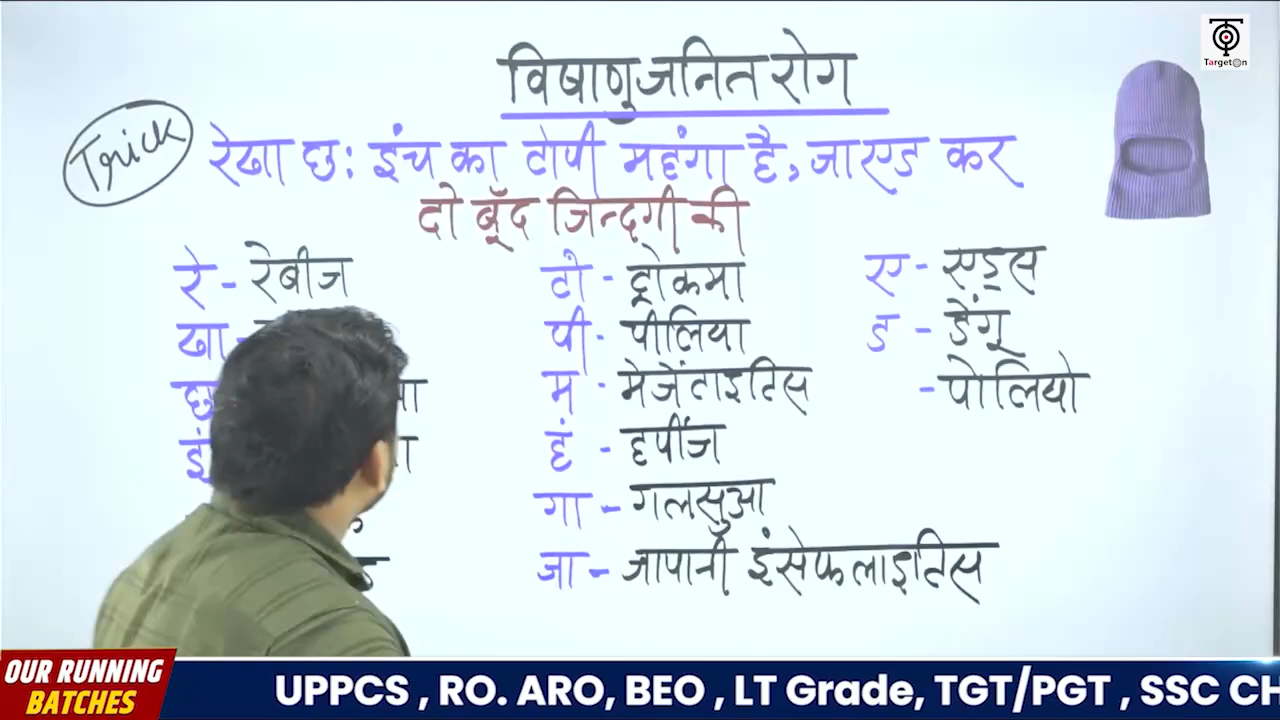 विषाणुजनित रोग
Trick
रेखा छः इंच का टोपी महंगा है, जा एड कर
दो बूँद जिन्दगी की
रे - रेबीज
खा -
छ
इं
टो - ट्रोकमा
पी - पीलिया
म - मेंजेंटाइटिस
हं - हर्पीज
गा - गलसुआ
जा - जापानी इंसेफलाइटिस
ए - एड्स
ड - डेंगू
- पोलियो
TargetOn
OUR RUNNING
BATCHES
UPPCS , RO. ARO, BEO , LT Grade, TGT/PGT , SSC CH